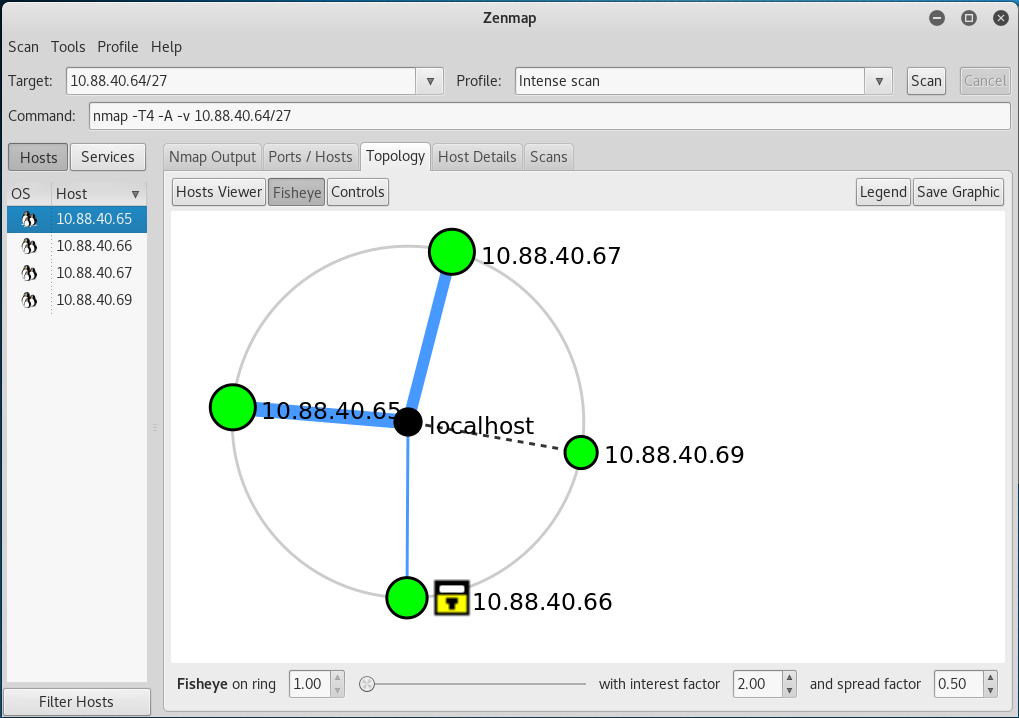 Zenmap
Scan Tools Profile Help
Target: 10.88.40.64/27 Profile: Intense scan Scan Cancel
Command: nmap -T4 -A -v 10.88.40.64/27
Hosts Services Nmap Output Ports / Hosts Topology Host Details Scans
Hosts Viewer Fisheye Controls Legend Save Graphic
OS Host
10.88.40.65
10.88.40.66
10.88.40.67
10.88.40.69
10.88.40.67
10.88.40.65
localhost
10.88.40.69
10.88.40.66
Fisheye on ring 1.00 with interest factor 2.00 and spread factor 0.50
Filter Hosts